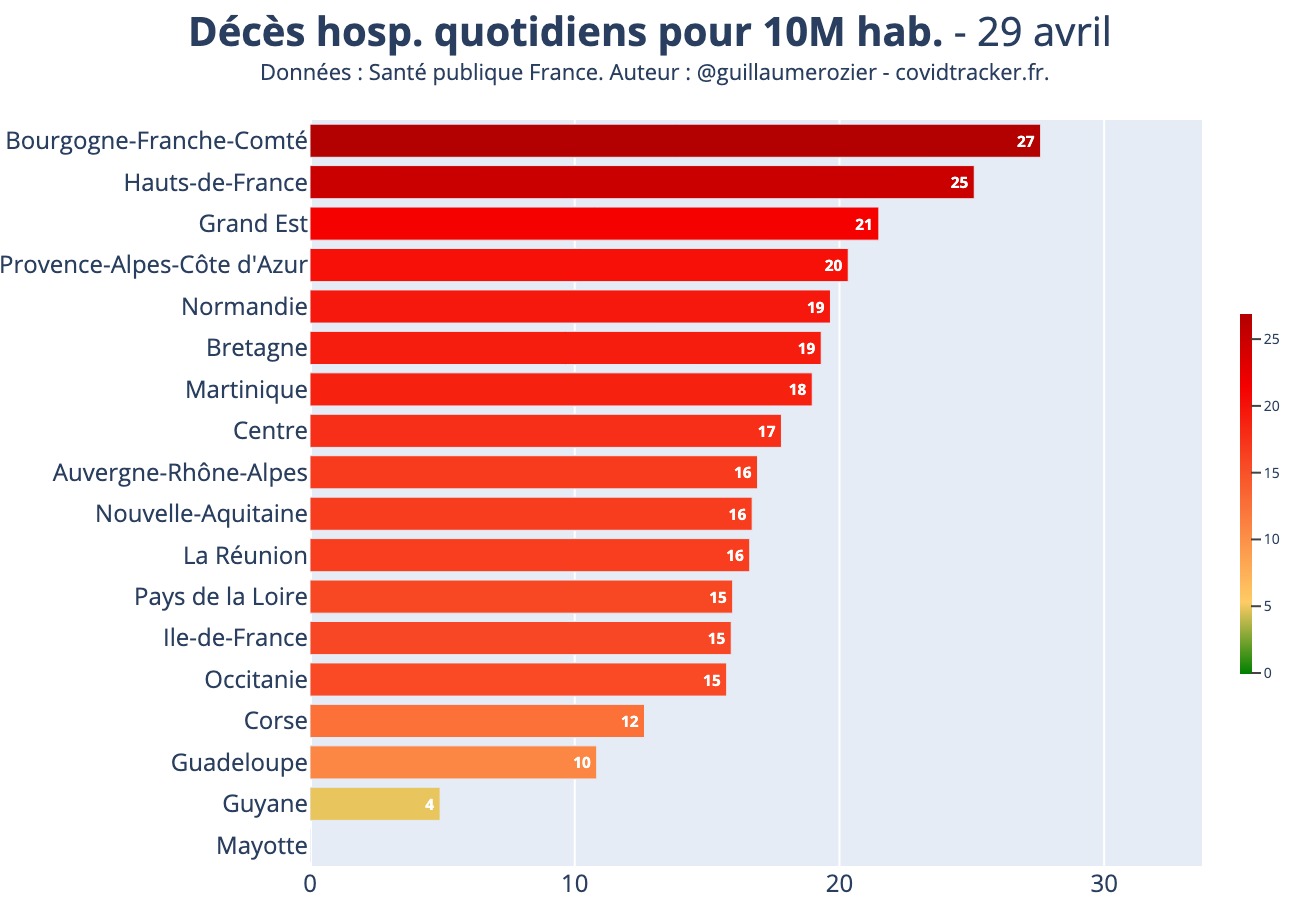 Décès hosp. quotidiens pour 10M hab. - 29 avril
Données : Santé publique France. Auteur : @guillaumerozier - covidtracker.fr.
Bourgogne-Franche-Comté 27
Hauts-de-France 25
Grand Est 21
Provence-Alpes-Côte d'Azur 20
Normandie 19
Bretagne 19
Martinique 18
Centre 17
Auvergne-Rhône-Alpes 16
Nouvelle-Aquitaine 16
La Réunion 16
Pays de la Loire 15
Ile-de-France 15
Occitanie 15
Corse 12
Guadeloupe 10
Guyane 4
Mayotte
0 10 20 30
25
20
15
10
5
0